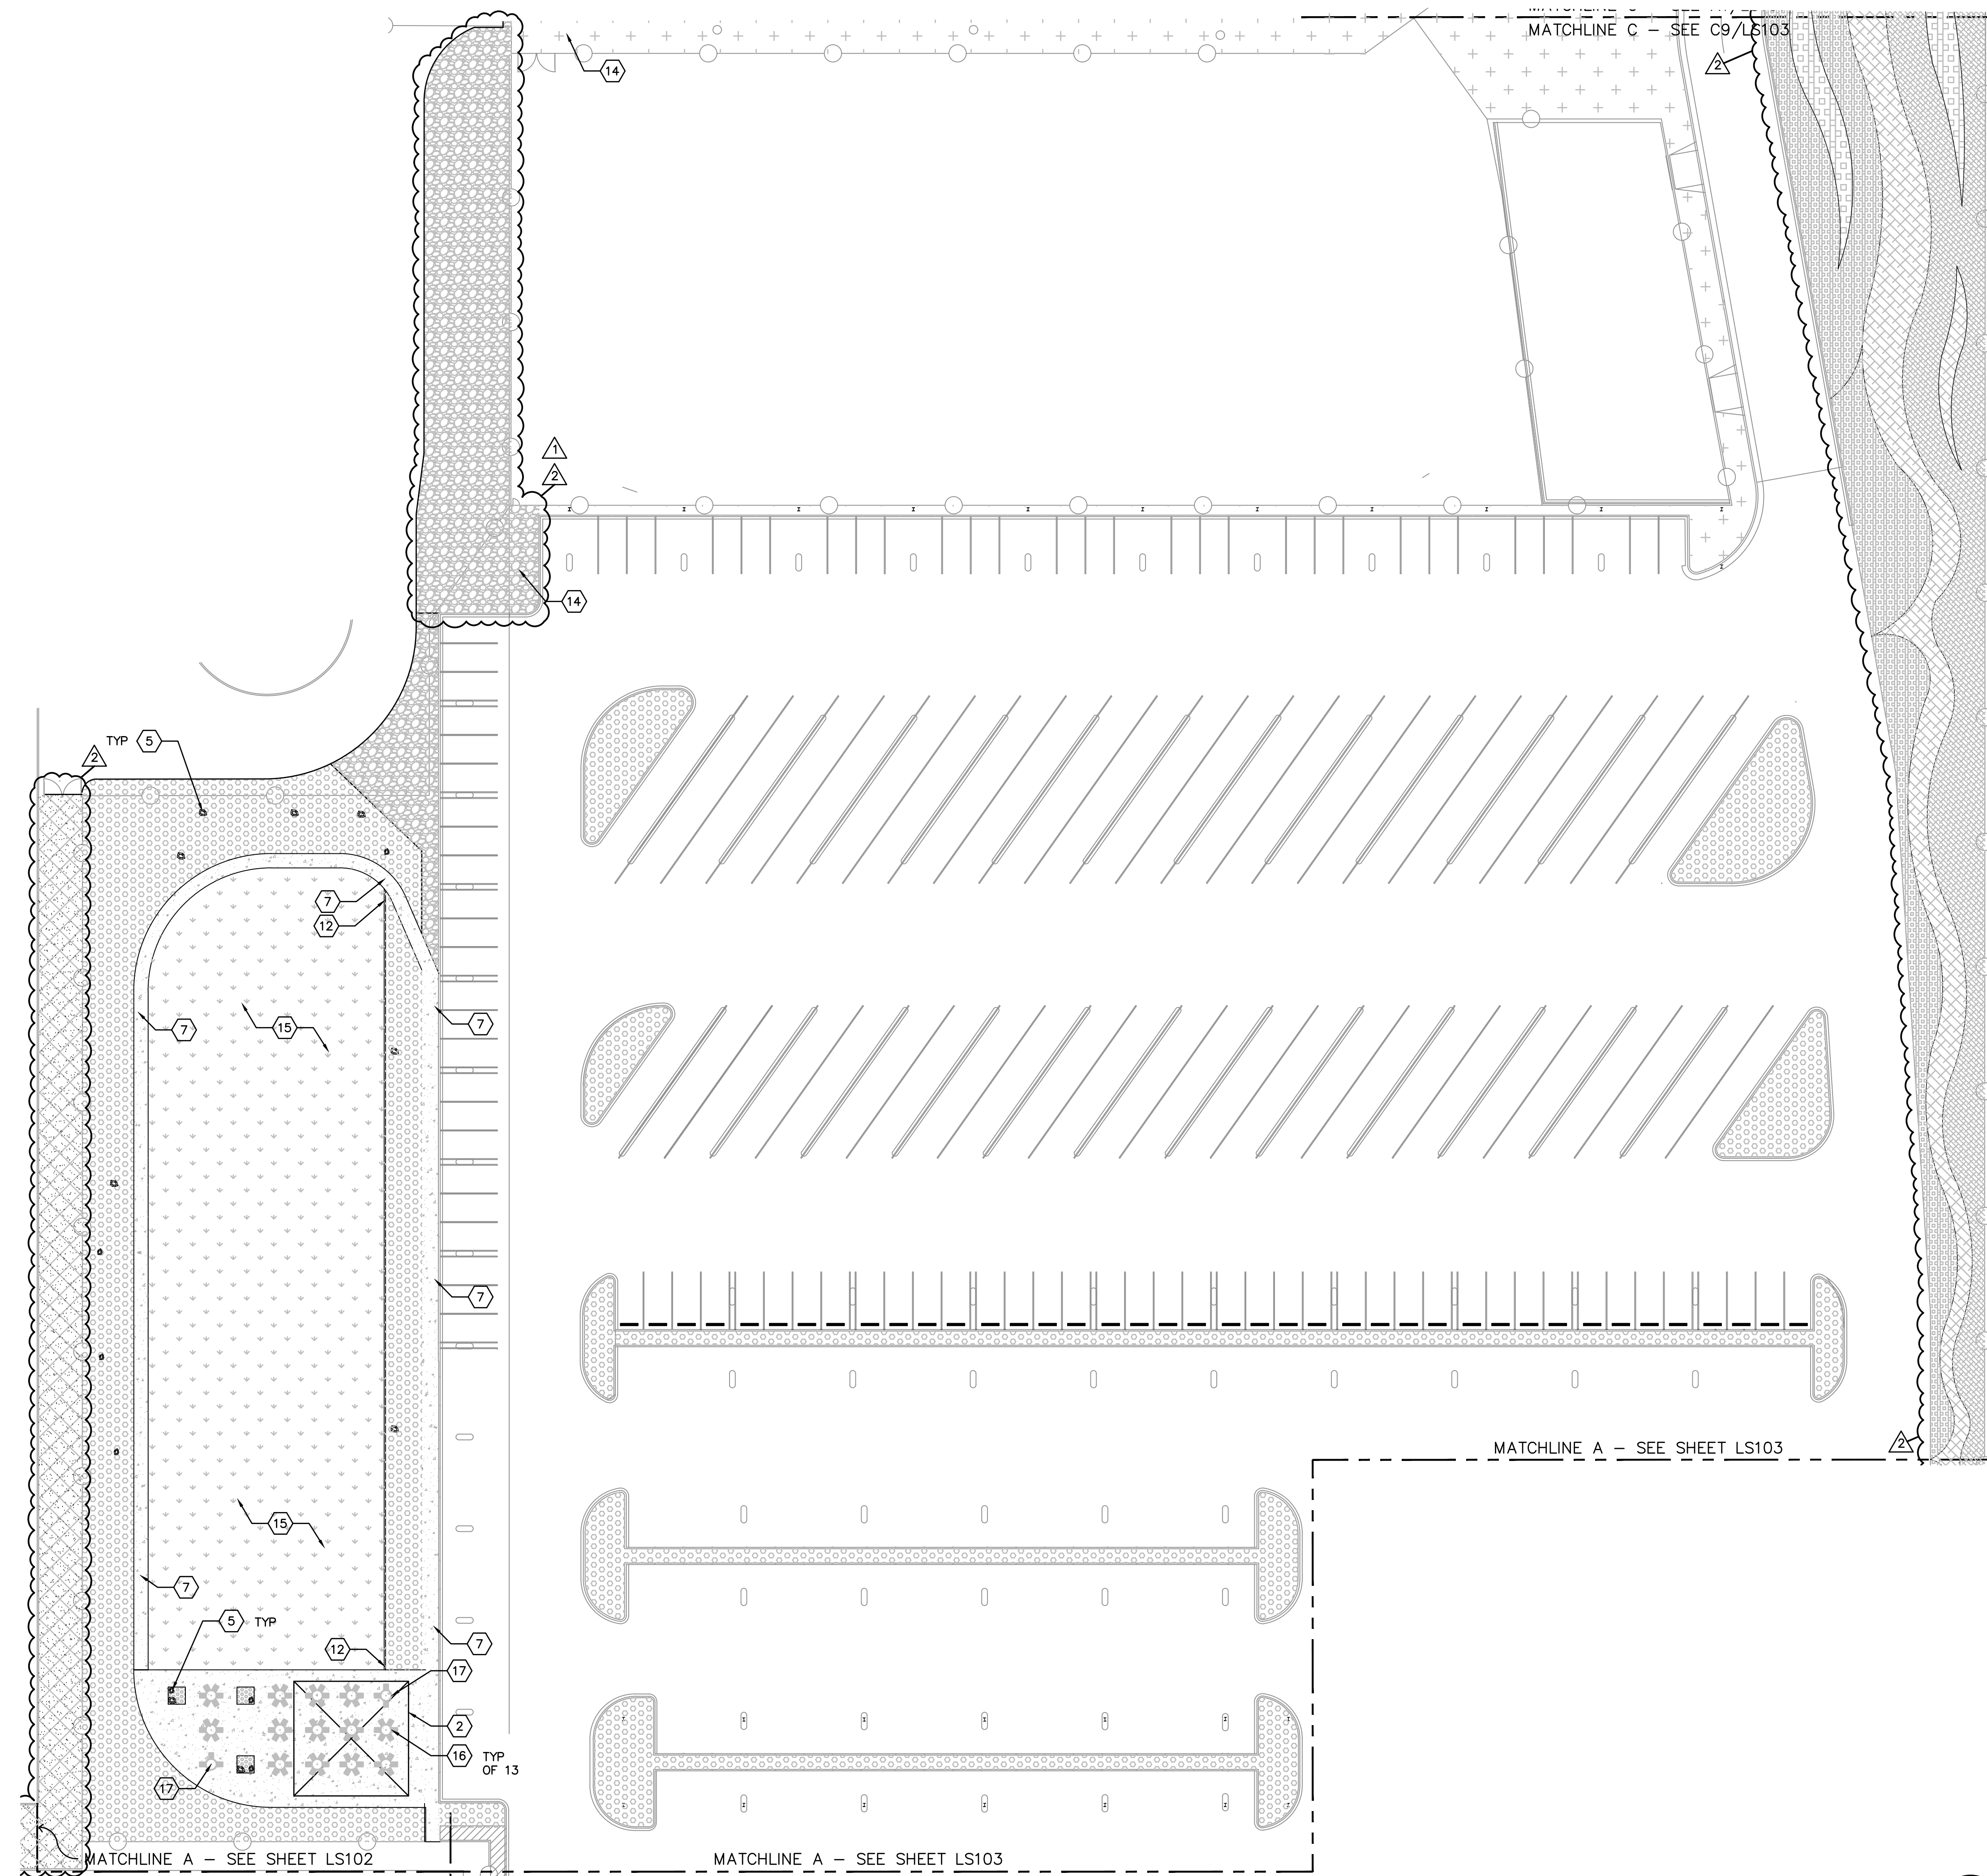 MATCHLINE C - SEE C9/LS103
2
14
1
2
14
TYP 5
2
7
12
7
15
7
7
MATCHLINE A - SEE SHEET LS103
2
15
7
5 TYP
7
12
17
2
16 TYP
OF 13
17
MATCHLINE A - SEE SHEET LS102
MATCHLINE A - SEE SHEET LS103